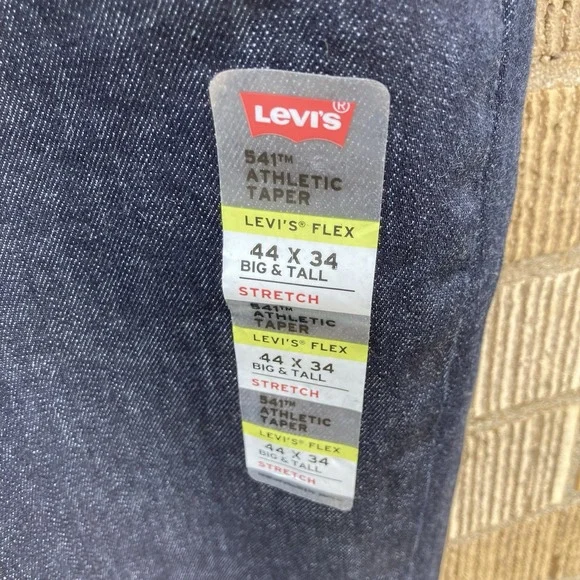 Levi's®
541™
ATHLETIC
TAPER
LEVI'S® FLEX
44 X 34
BIG & TALL
STRETCH
541™
ATHLETIC
TAPER
LEVI'S® FLEX
44 X 34
BIG & TALL
STRETCH
541™
ATHLETIC
TAPER
LEVI'S® FLEX
44 X 34
BIG & TALL
STRETCH